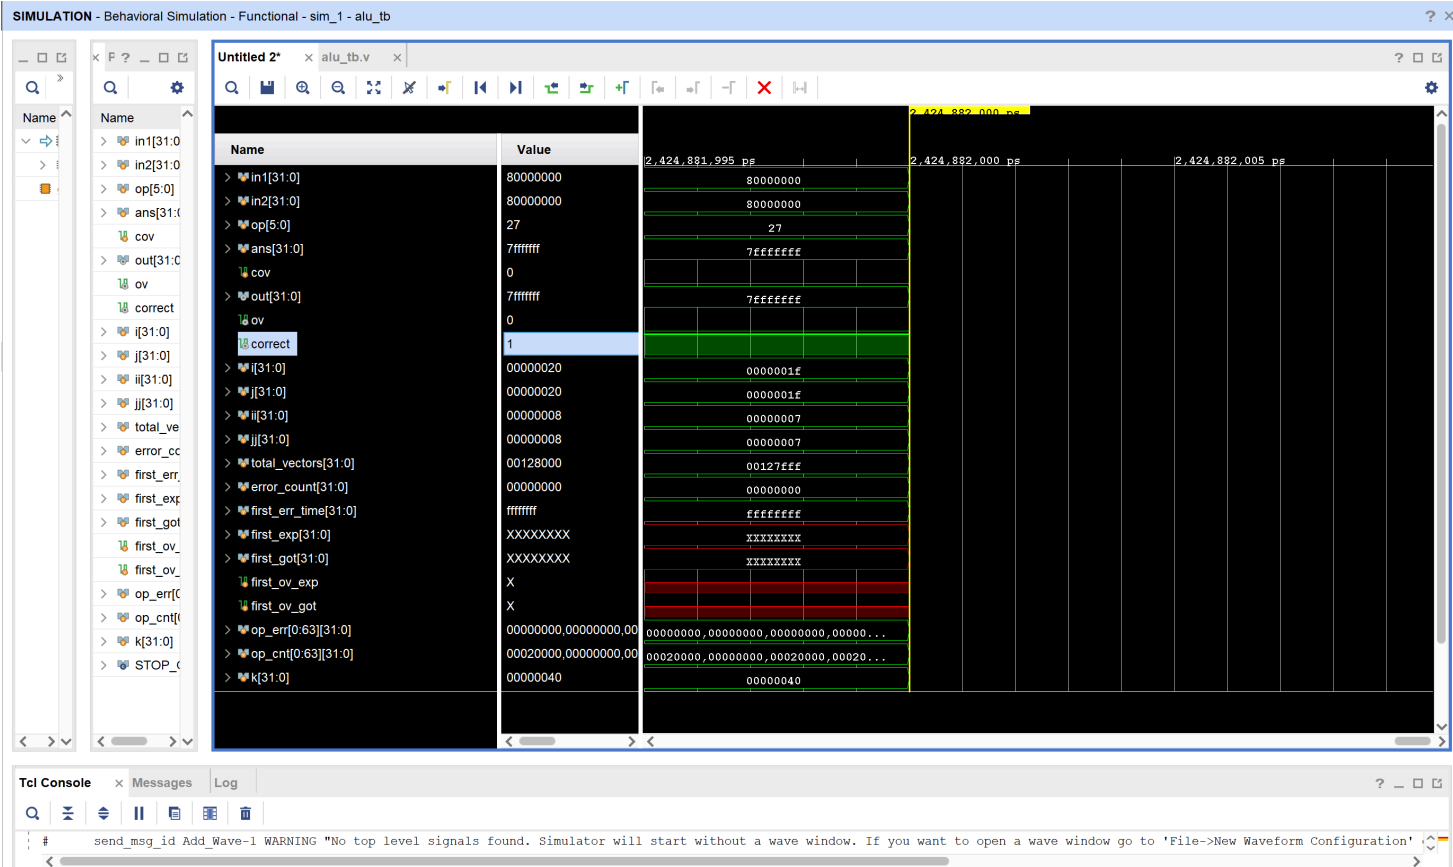 SIMULATION - Behavioral Simulation - Functional - sim_1 - alu_tb
Untitled 2*
alu_tb.v
Name
Name
in1[31:0
in2[31:0
op[5:0]
ans[31:0
cov
out[31:0
ov
correct
i[31:0]
j[31:0]
ii[31:0]
jj[31:0]
total_ve
error_cc
first_err_
first_exp
first_got
first_ov_
first_ov_
op_err[0
op_cnt[
k[31:0]
STOP_
Name Value
2,424,882,000 ps
2,424,881,995 ps 2,424,882,000 ps 2,424,882,005 ps
in1[31:0] 80000000 80000000
in2[31:0] 80000000 80000000
op[5:0] 27 27
ans[31:0] 7fffffff 7fffffff
cov 0
out[31:0] 7fffffff 7fffffff
ov 0
correct 1
i[31:0] 00000020 0000001f
j[31:0] 00000020 0000001f
ii[31:0] 00000008 00000007
jj[31:0] 00000008 00000007
total_vectors[31:0] 00128000 00127fff
error_count[31:0] 00000000 00000000
first_err_time[31:0] ffffffff ffffffff
first_exp[31:0] XXXXXXXX XXXXXXXX
first_got[31:0] XXXXXXXX XXXXXXXX
first_ov_exp X
first_ov_got X
op_err[0:63][31:0] 00000000,00000000,00 00000000,00000000,00000000,00000...
op_cnt[0:63][31:0] 00020000,00000000,00 00020000,00000000,00020000,00020...
k[31:0] 00000040 00000040
Tcl Console Messages Log
# send_msg_id Add_Wave-1 WARNING "No top level signals found. Simulator will start without a wave window. If you want to open a wave window go to 'File->New Waveform Configuration'